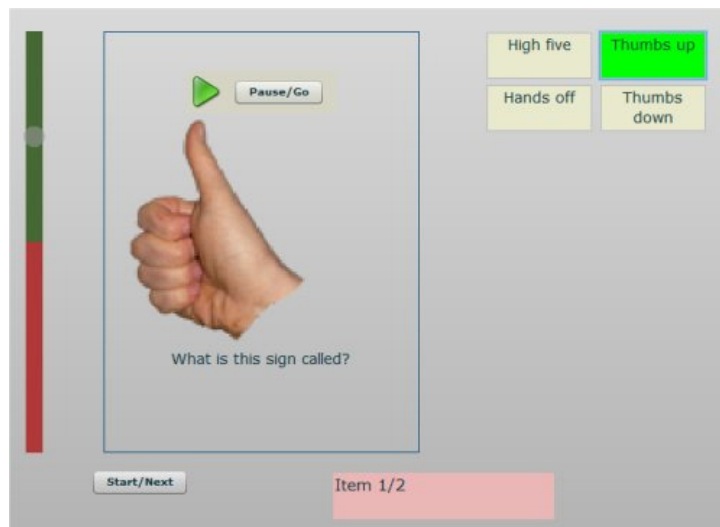 High five
Thumbs up
Pause/Go
Hands off
Thumbs
down
What is this sign called?
Start/Next
Item 1/2